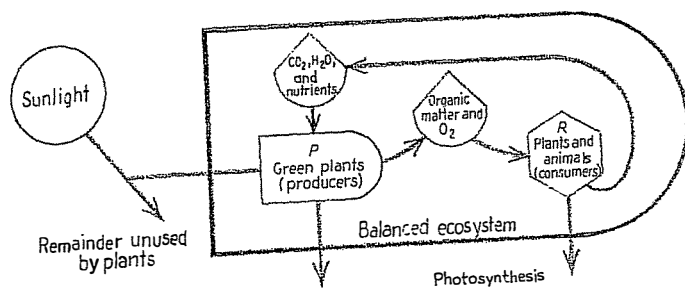 Sunlight
CO2, H2O,
and
nutrients
Organic
matter and
O2
P
Green plants
(producers)
R
Plants and
animals
(consumers)
Remainder unused
by plants
Balanced ecosystem
Photosynthesis